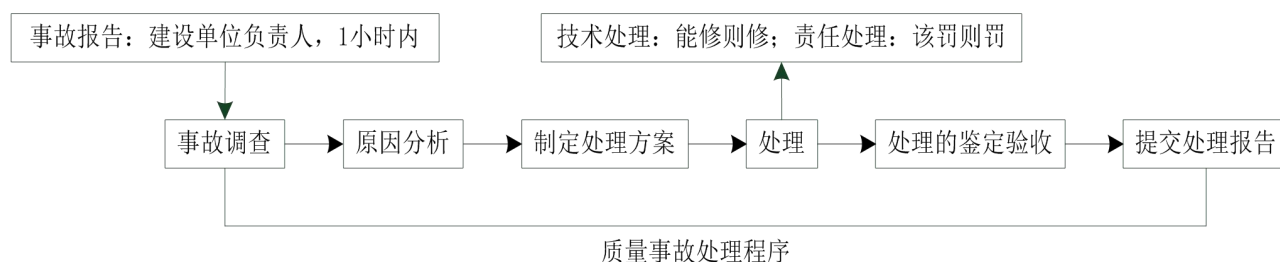 事故报告：建设单位负责人，1小时内
技术处理：能修则修；责任处理：该罚则罚
事故调查
原因分析
制定处理方案
处理
处理的鉴定验收
提交处理报告
质量事故处理程序